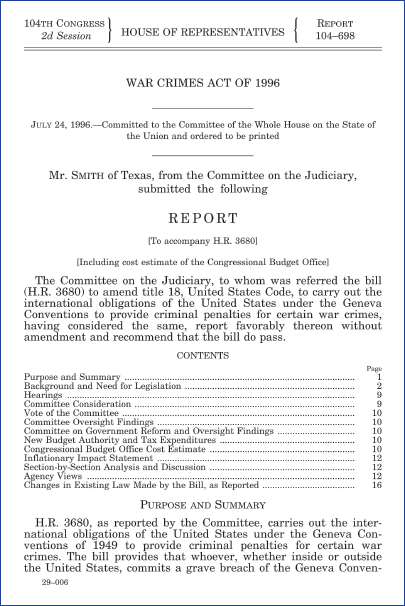 104TH CONGRESS
2d Session
HOUSE OF REPRESENTATIVES
REPORT
104–698
WAR CRIMES ACT OF 1996
JULY 24, 1996.—Committed to the Committee of the Whole House on the State of
the Union and ordered to be printed
Mr. SMITH of Texas, from the Committee on the Judiciary,
submitted the following
REPORT
[To accompany H.R. 3680]
[Including cost estimate of the Congressional Budget Office]
The Committee on the Judiciary, to whom was referred the bill
(H.R. 3680) to amend title 18, United States Code, to carry out the
international obligations of the United States under the Geneva
Conventions to provide criminal penalties for certain war crimes,
having considered the same, report favorably thereon without
amendment and recommend that the bill do pass.
CONTENTS
Page
Purpose and Summary ... 1
Background and Need for Legislation ... 2
Hearings ... 9
Committee Consideration ... 9
Vote of the Committee ... 10
Committee Oversight Findings ... 10
Committee on Government Reform and Oversight Findings ... 10
New Budget Authority and Tax Expenditures ... 10
Congressional Budget Office Cost Estimate ... 10
Inflationary Impact Statement ... 12
Section-by-Section Analysis and Discussion ... 12
Agency Views ... 12
Changes in Existing Law Made by the Bill, as Reported ... 16
PURPOSE AND SUMMARY
H.R. 3680, as reported by the Committee, carries out the inter-
national obligations of the United States under the Geneva Con-
ventions of 1949 to provide criminal penalties for certain war
crimes. The bill provides that whoever, whether inside or outside
the United States, commits a grave breach of the Geneva Conven-
29–006